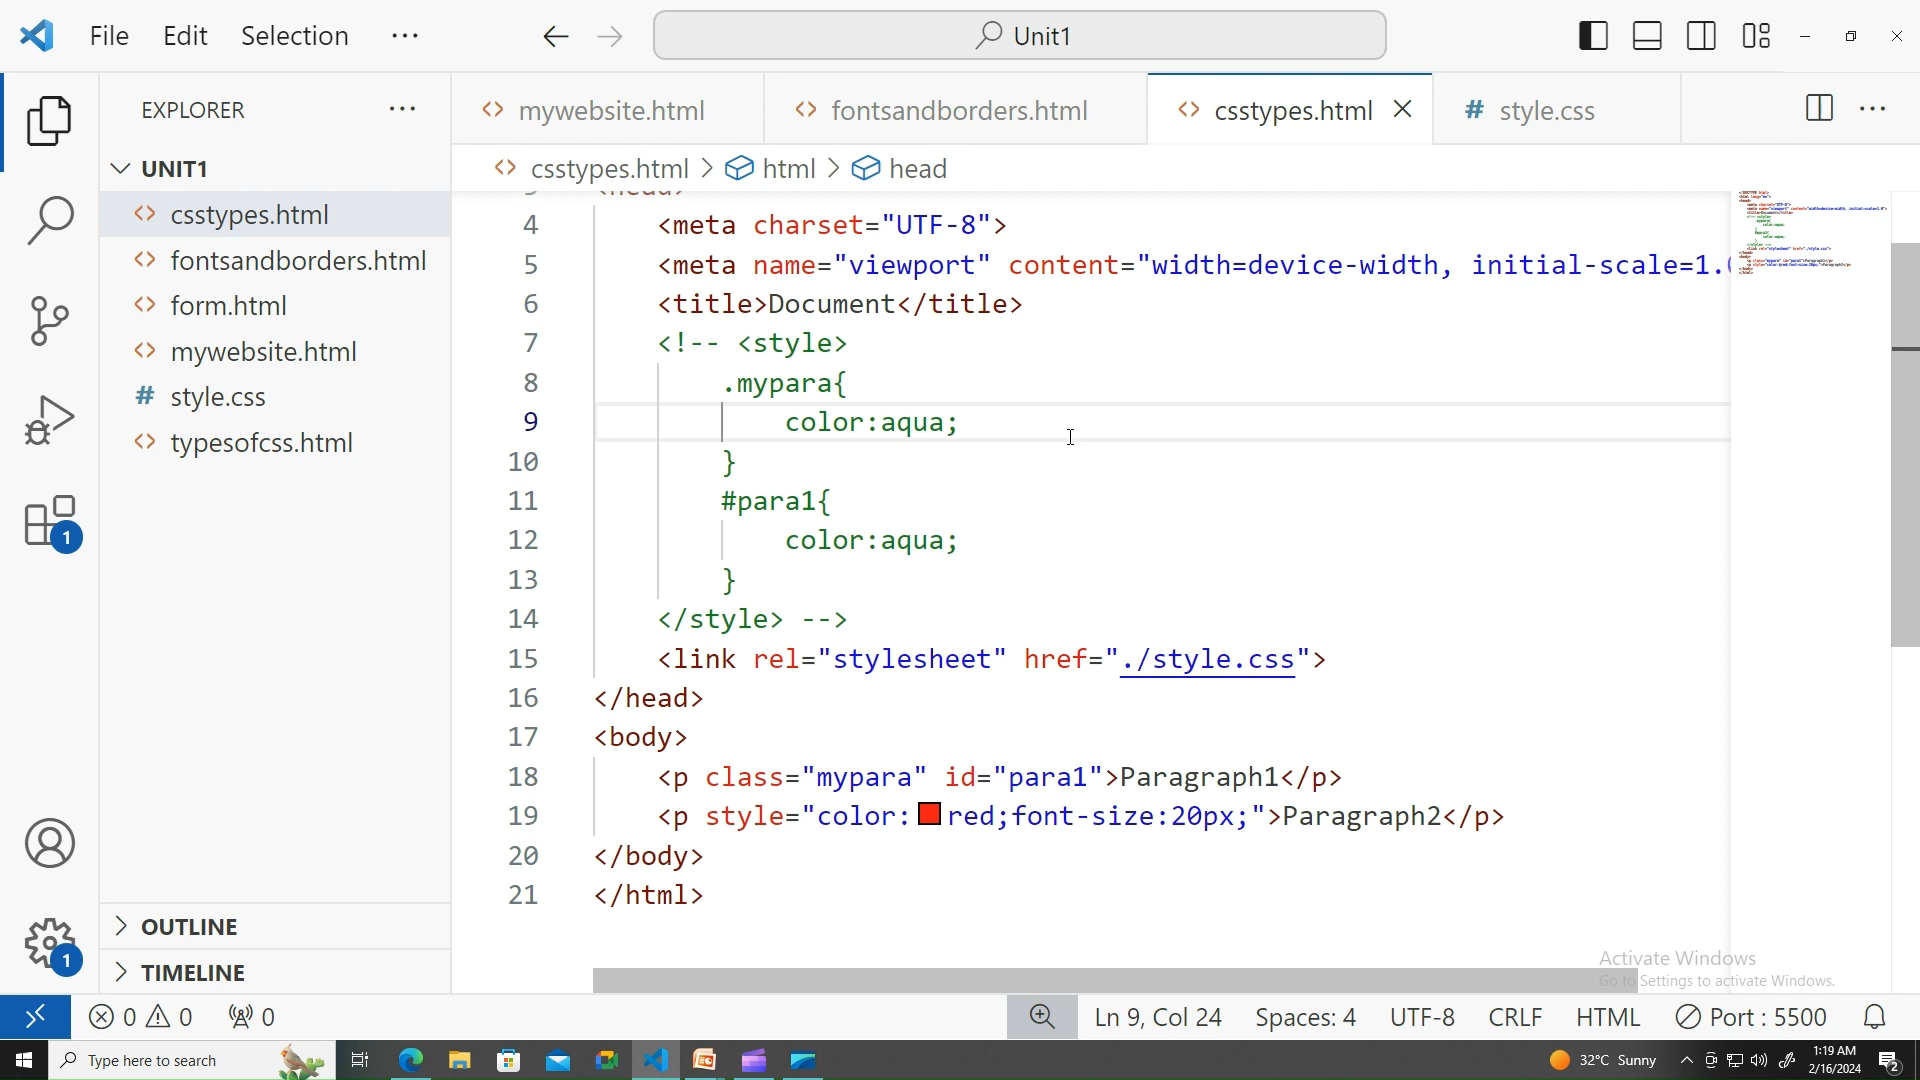 File Edit Selection ···
Unit1
EXPLORER ···
mywebsite.html fontsandborders.html csstypes.html style.css ···
UNIT1
csstypes.html > html > head
csstypes.html
fontsandborders.html
form.html
mywebsite.html
style.css
typesofcss.html
4 <meta charset="UTF-8">
5 <meta name="viewport" content="width=device-width, initial-scale=1.
6 <title>Document</title>
7 <!-- <style>
8 .mypara{
9 color:aqua;
10 }
11 #para1{
12 color:aqua;
13 }
14 </style> -->
15 <link rel="stylesheet" href="./style.css">
16 </head>
17 <body>
18 <p class="mypara" id="para1">Paragraph1</p>
19 <p style="color:red;font-size:20px;">Paragraph2</p>
20 </body>
21 </html>
1
1
OUTLINE
TIMELINE
Activate Windows
Go to Settings to activate Windows.
0 0 0 Ln 9, Col 24 Spaces: 4 UTF-8 CRLF HTML Port : 5500
Type here to search 32°C Sunny 1:19 AM
2/16/2024 2